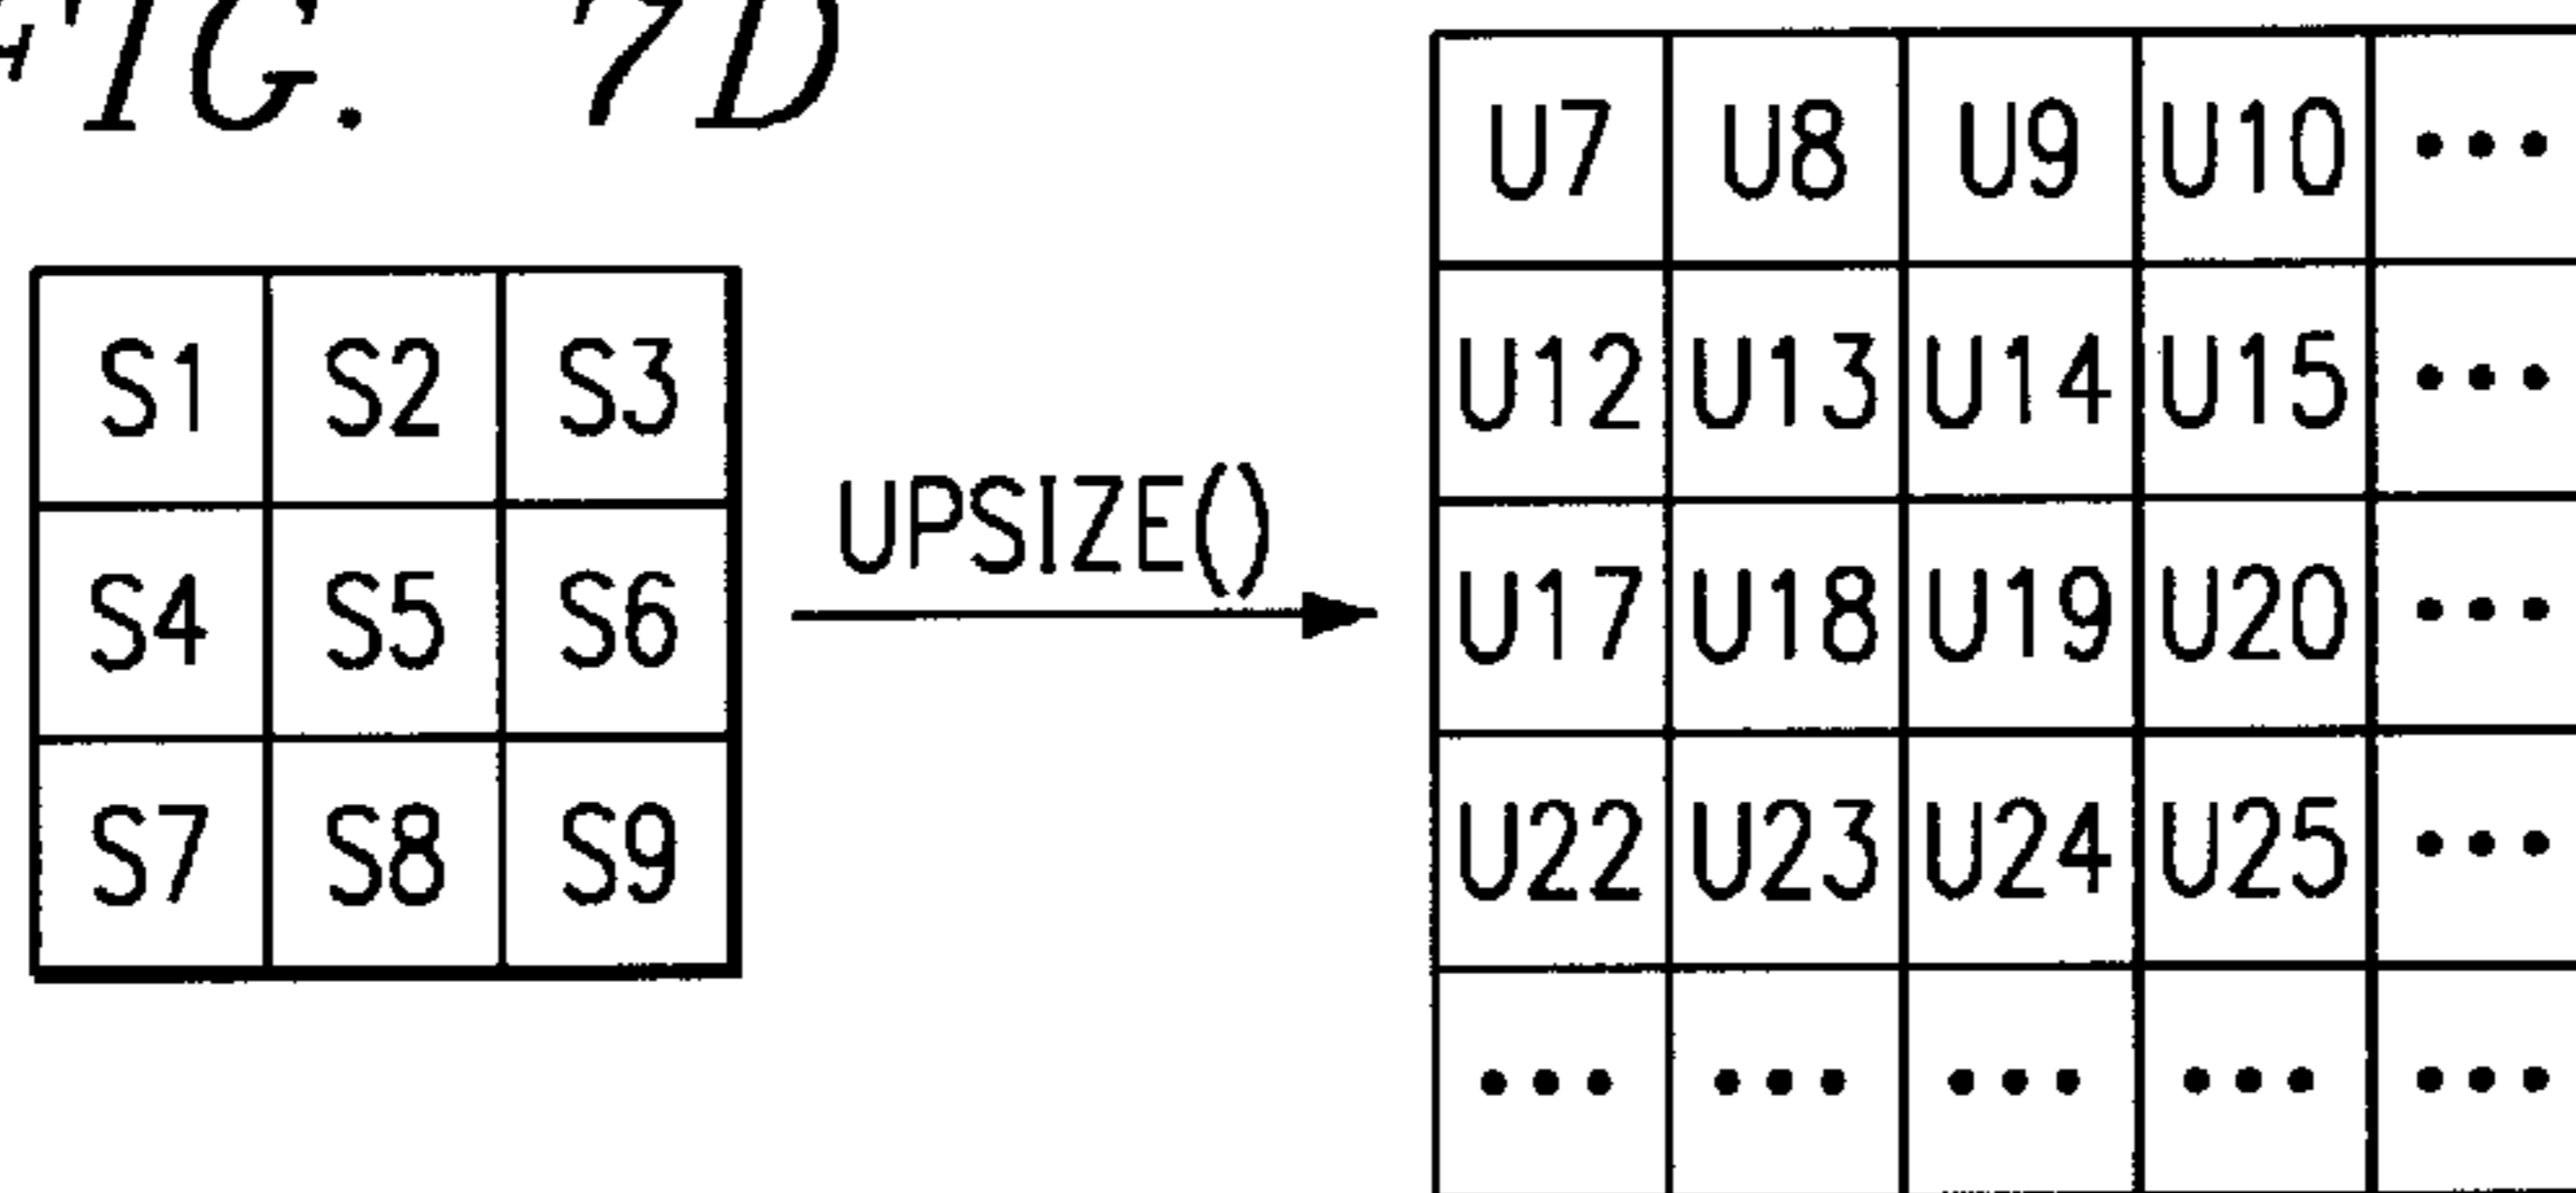 FIG. 7D
S1 S2 S3
S4 S5 S6
S7 S8 S9
UPSIZE()
U7 U8 U9 U10 •••
U12 U13 U14 U15 •••
U17 U18 U19 U20 •••
U22 U23 U24 U25 •••
••• ••• ••• ••• •••